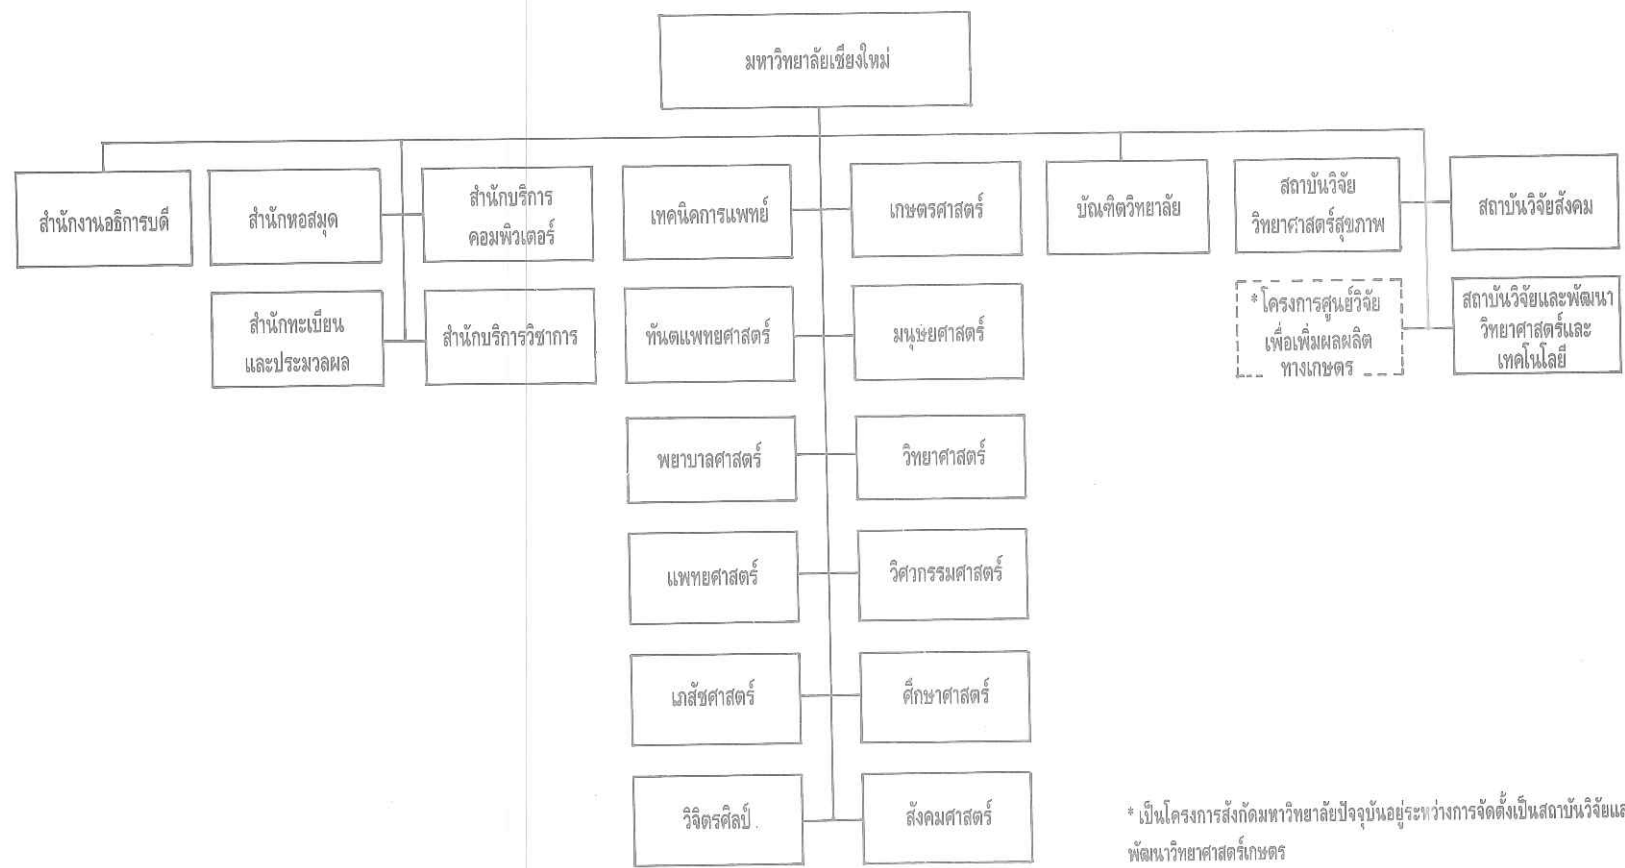 มหาวิทยาลัยเชียงใหม่
สำนักงานอธิการบดี
สำนักหอสมุด
สำนักบริการ
คอมพิวเตอร์
สำนักทะเบียน
และประมวลผล
สำนักบริการวิชาการ
เทคนิคการแพทย์
เกษตรศาสตร์
ทันตแพทยศาสตร์
มนุษยศาสตร์
พยาบาลศาสตร์
วิทยาศาสตร์
แพทยศาสตร์
วิศวกรรมศาสตร์
เภสัชศาสตร์
ศึกษาศาสตร์
วิจิตรศิลป์
สังคมศาสตร์
บัณฑิตวิทยาลัย
สถาบันวิจัย
วิทยาศาสตร์สุขภาพ
สถาบันวิจัยสังคม
* โครงการศูนย์วิจัย
เพื่อเพิ่มผลผลิต
ทางเกษตร
สถาบันวิจัยและพัฒนา
วิทยาศาสตร์และ
เทคโนโลยี
* เป็นโครงการสังกัดมหาวิทยาลัยปัจจุบันอยู่ระหว่างการจัดตั้งเป็นสถาบันวิจัยแล
พัฒนาวิทยาศาสตร์เกษตร